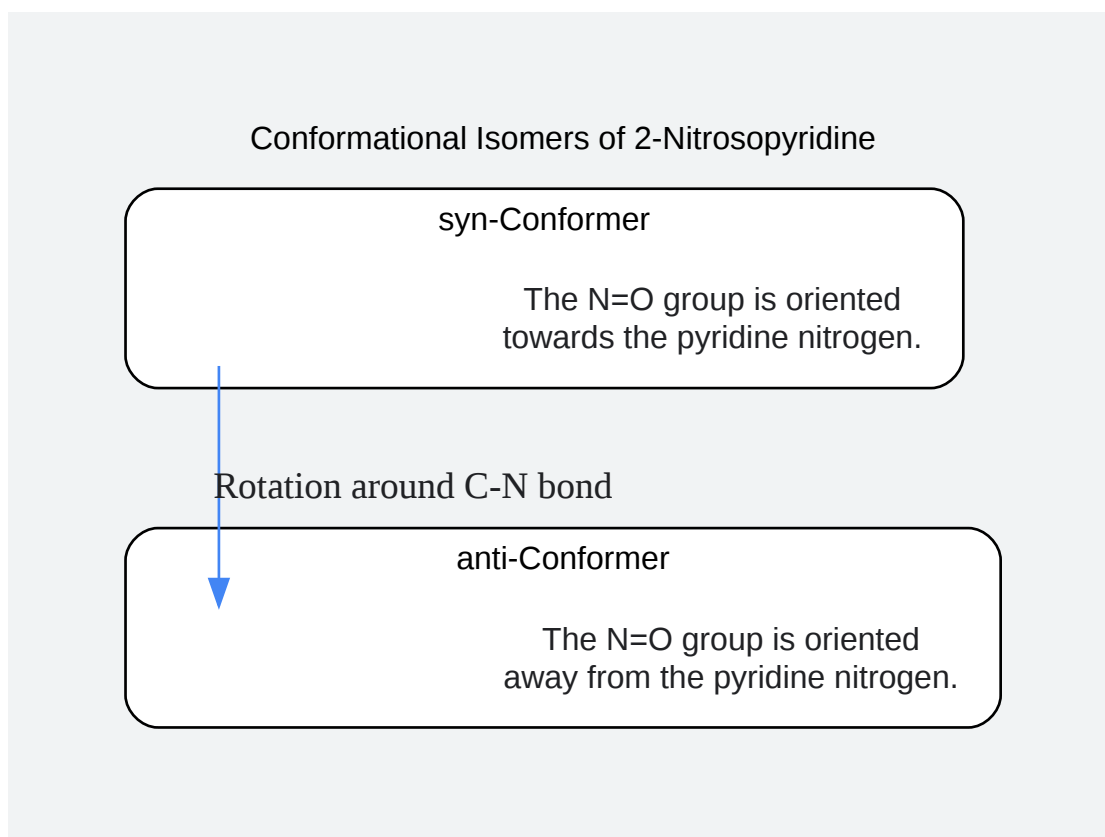 Conformational Isomers of 2-Nitrosopyridine
syn-Conformer
The N=O group is oriented
towards the pyridine nitrogen.
Rotation around C-N bond
anti-Conformer
The N=O group is oriented
away from the pyridine nitrogen.